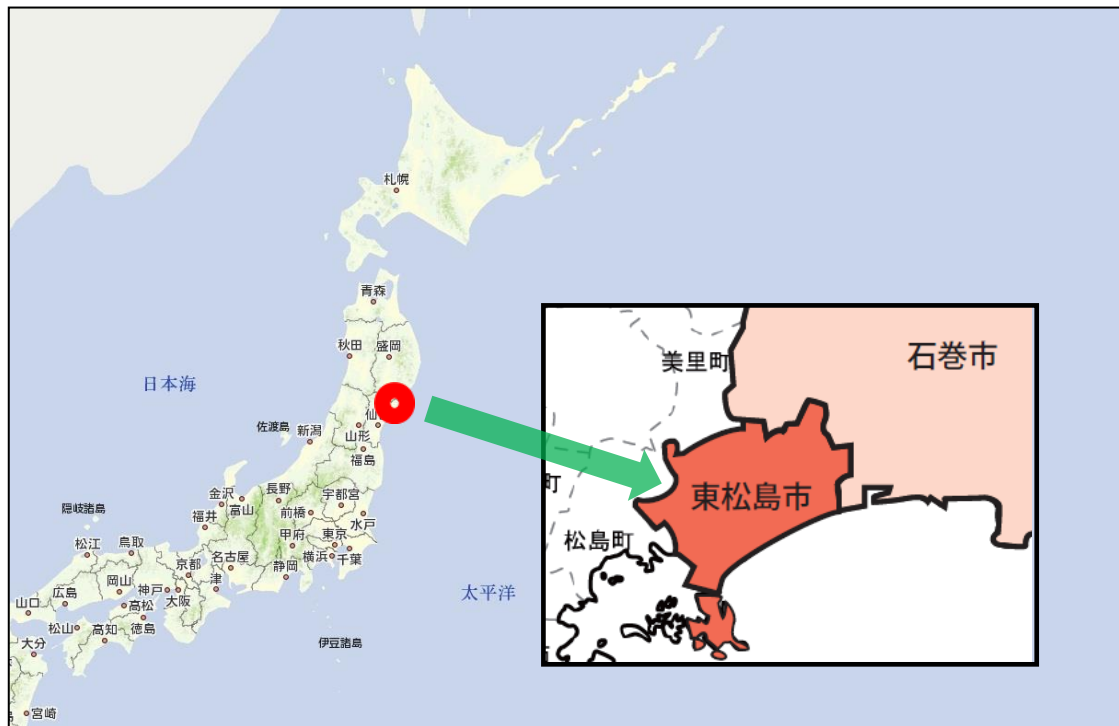 札幌
青森
秋田
盛岡
日本海
仙
佐渡島
新潟
山形
福島
金沢
富山
長野
宇都宮
福井
前橋
水戸
隠岐諸島
松江
鳥取
甲府
東京
京都
名古屋
横浜
千葉
岡山
神戸
大阪
津
静岡
山口
広島
高松
松山
高知
徳島
大分
伊豆諸島
太平洋
宮崎
島
美里町
石巻市
町
東松島市
松島町